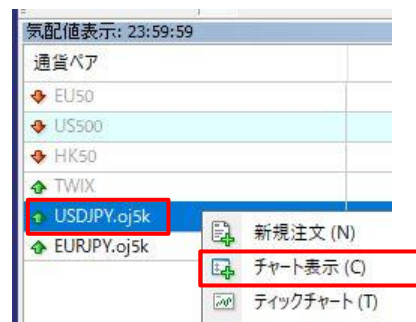 気配値表示: 23:59:59
通貨ペア
EU50
US500
HK50
TWIX
USDJPY.oj5k
EURJPY.oj5k
新規注文 (N)
チャート表示 (C)
ティックチャート (T)